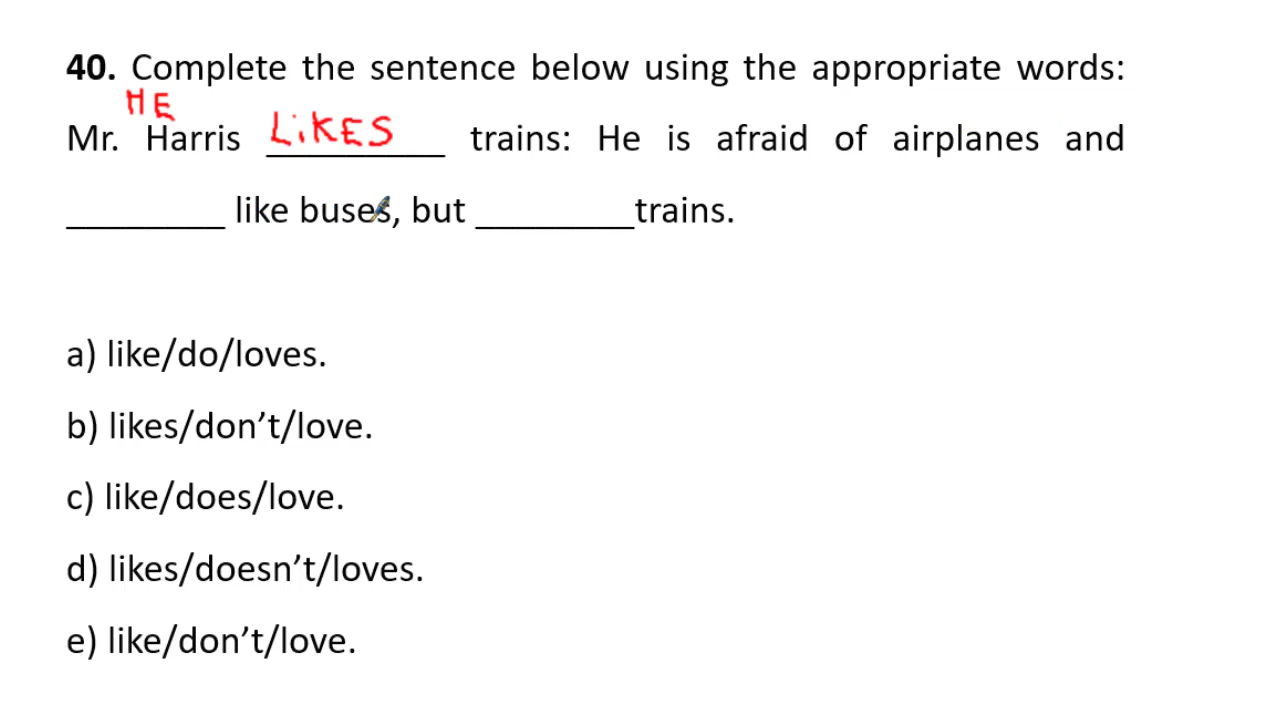 40. Complete the sentence below using the appropriate words:
HE
Mr. Harris LiKES trains: He is afraid of airplanes and
________ like buses, but ________trains.
a) like/do/loves.
b) likes/don’t/love.
c) like/does/love.
d) likes/doesn’t/loves.
e) like/don’t/love.